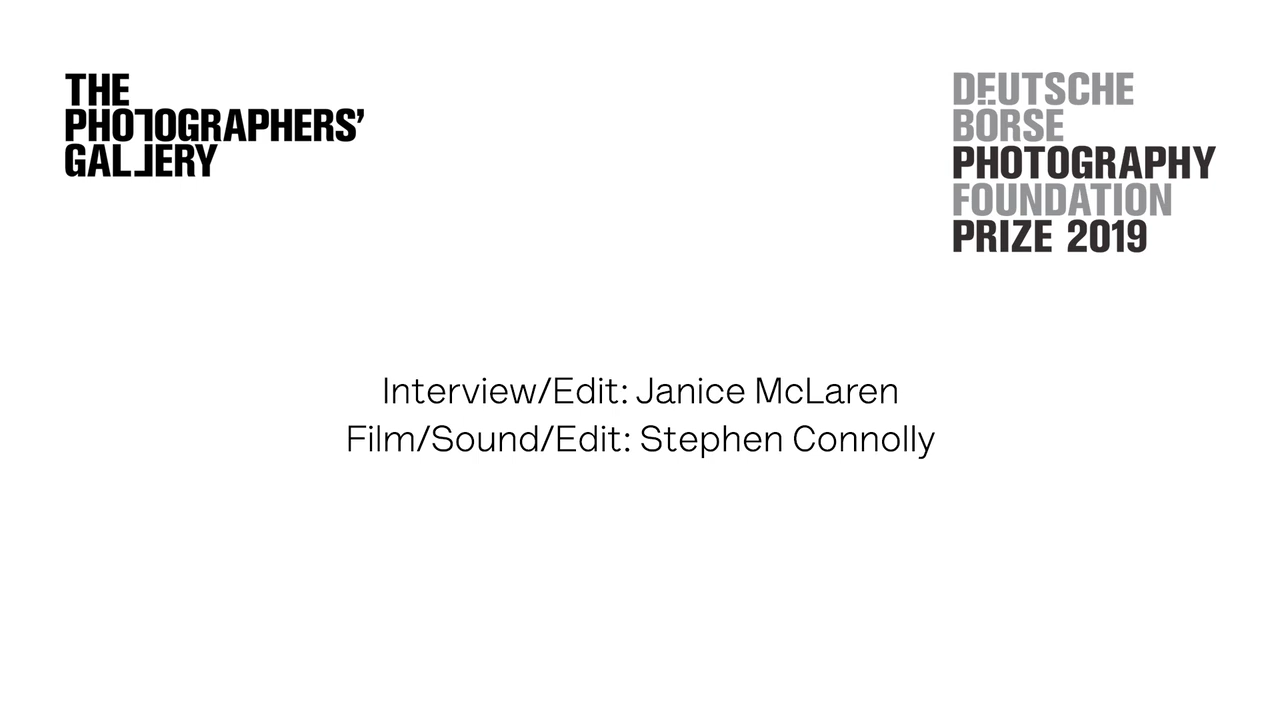 THE
PHOTOGRAPHERS’
GALLERY
DEUTSCHE
BÖRSE
PHOTOGRAPHY
FOUNDATION
PRIZE 2019
Interview/Edit: Janice McLaren
Film/Sound/Edit: Stephen Connolly